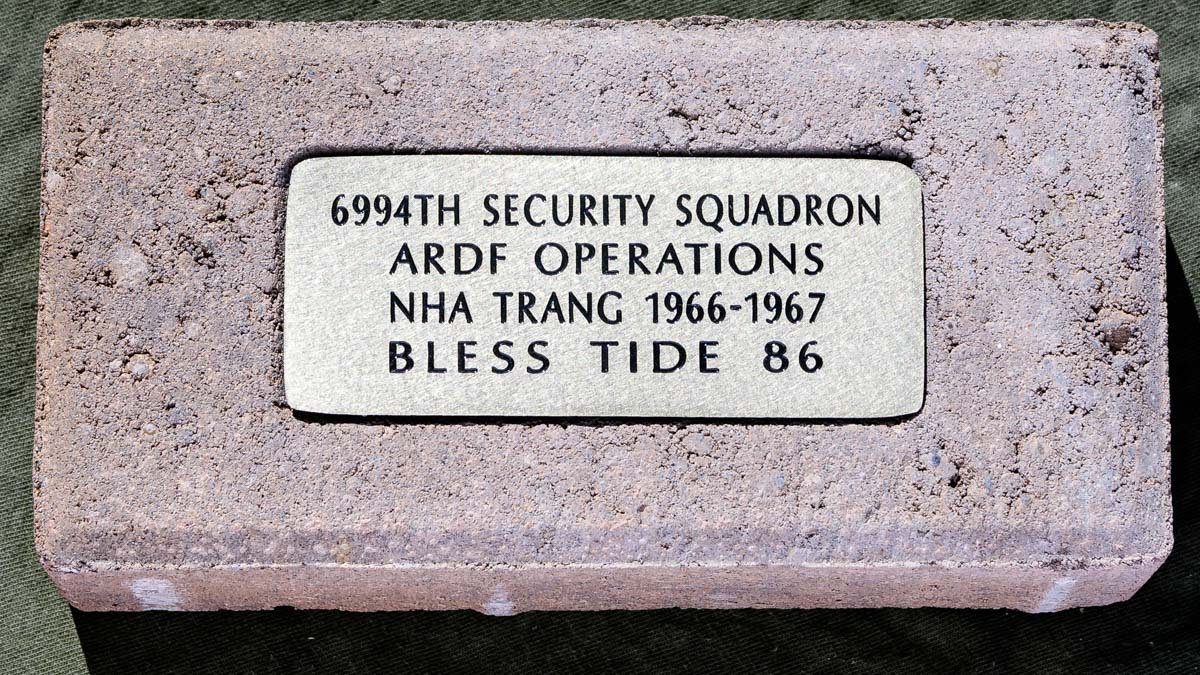 6994TH SECURITY SQUADRON
ARDF OPERATIONS
NHA TRANG 1966-1967
BLESS TIDE 86